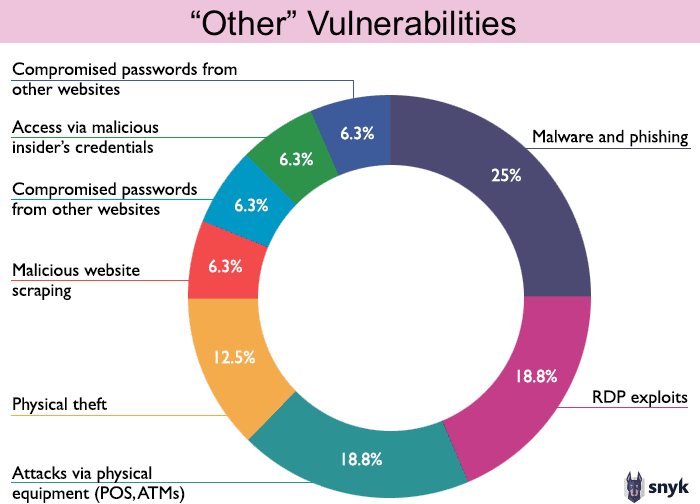 “Other” Vulnerabilities
Compromised passwords from
other websites
6.3%
Malware and phishing
25%
Access via malicious
insider’s credentials
6.3%
Compromised passwords
from other websites
6.3%
Malicious website
scraping
6.3%
Physical theft
12.5%
RDP exploits
18.8%
Attacks via physical
equipment (POS, ATMs)
18.8%
snyk